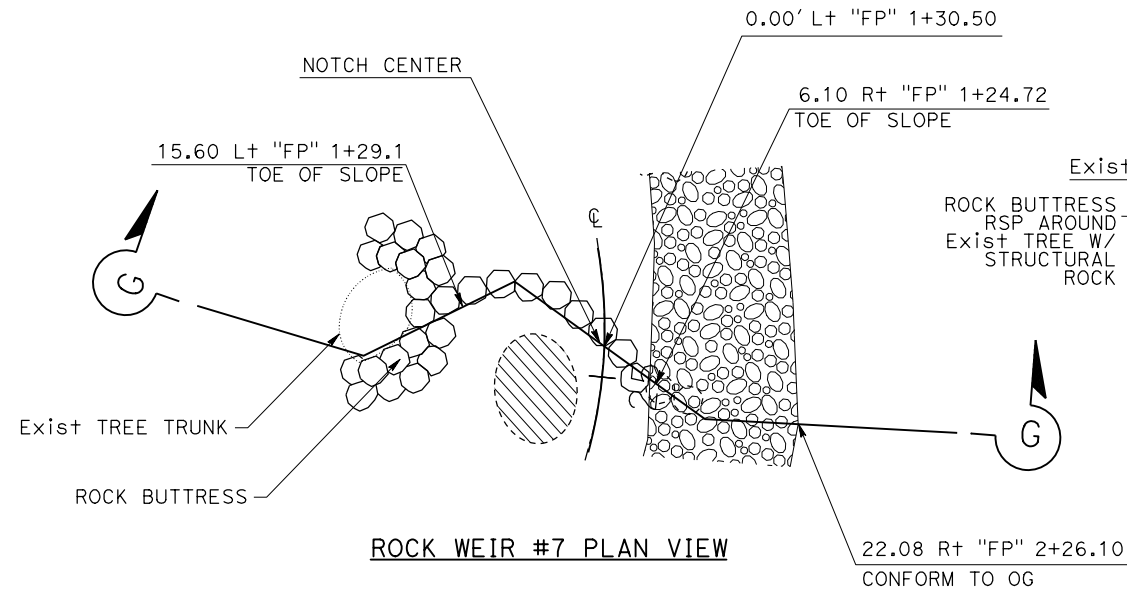 0.00' Lt "FP" 1+30.50
NOTCH CENTER
6.10 Rt "FP" 1+24.72
TOE OF SLOPE
15.60 Lt "FP" 1+29.1
TOE OF SLOPE
Exist
ROCK BUTTRESS
RSP AROUND
Exist TREE W/
STRUCTURAL
ROCK
℄
G
Exist TREE TRUNK
G
ROCK BUTTRESS
ROCK WEIR #7 PLAN VIEW
22.08 Rt "FP" 2+26.10
CONFORM TO OG